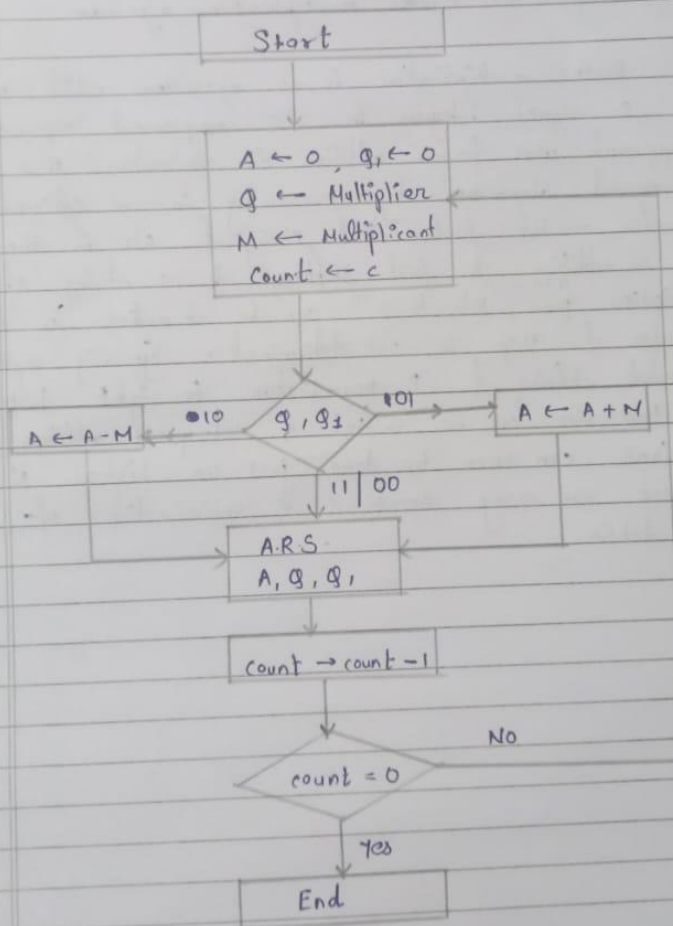 Start
A ← 0, Q₁ ← 0
Q ← Multiplier
M ← Multiplicant
Count ← c
A ← A - M
10
Q, Q₁
101
A ← A + M
11 | 00
A.R.S
A, Q, Q₁
count → count - 1
No
count = 0
Yes
End